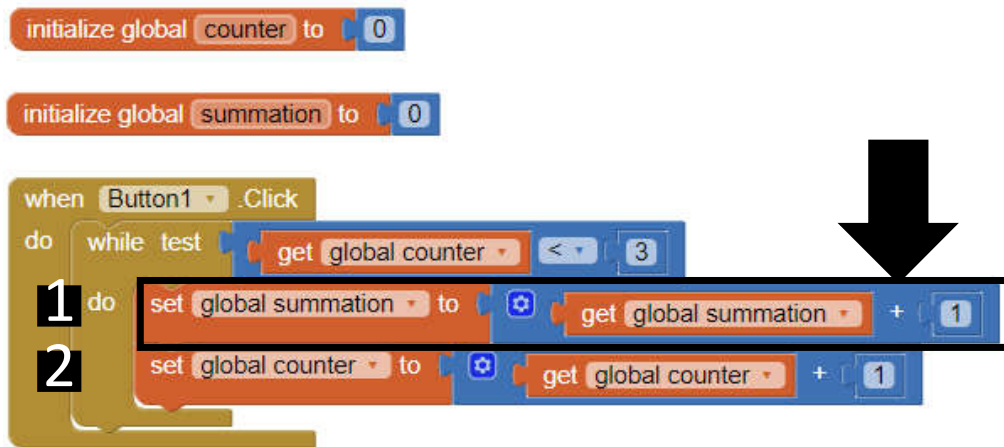 initialize global counter to 0
initialize global summation to 0
when Button1 .Click
do while test get global counter < 3
1 do set global summation to get global summation + 1
2 set global counter to get global counter + 1